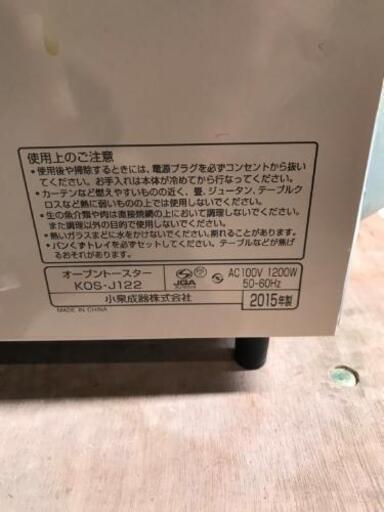 使用上のご注意
・使用後や掃除するときには、電源プラグを必ずコンセントから抜い
てください。お手入れは本体が冷めてから行なってください。
・カーテンなど燃えやすいものの近く、畳、ジュータン、テーブルク
ロスなど熱に弱いものの上では使用しないでください。
・生の魚介類や肉は直接焼網の上において調理しないでください。
また調理以外の目的で使用しないでください。
・熱いガラスまどに水をかけないでください。割れることがあります。
・パンくずトレイを必ずセットしてください。テーブルなどが焦げ
るおそれがあります。
オーブントースター
KOS-J122
JQA
AC100V 1200W
50-60Hz
小泉成器株式会社
2015年製
MADE IN CHINA